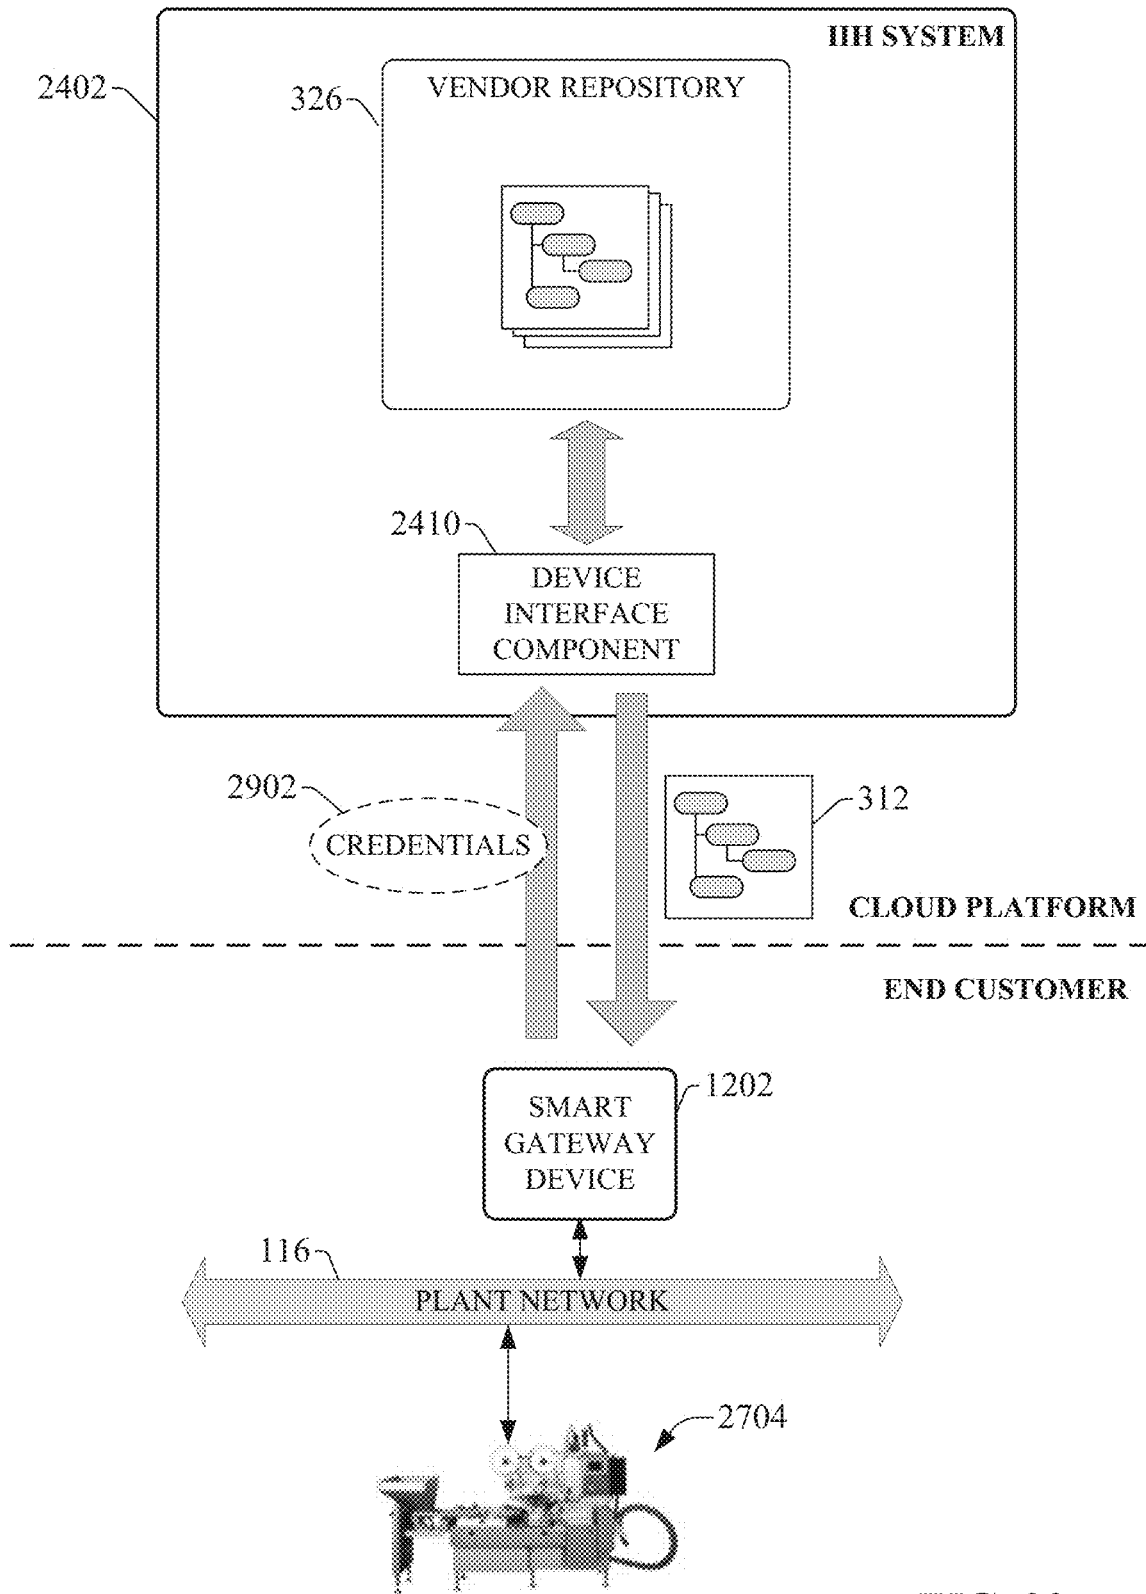 IIH SYSTEM
2402
326
VENDOR REPOSITORY
2410
DEVICE
INTERFACE
COMPONENT
2902
CREDENTIALS
312
CLOUD PLATFORM
END CUSTOMER
SMART
GATEWAY
DEVICE
1202
116
PLANT NETWORK
2704